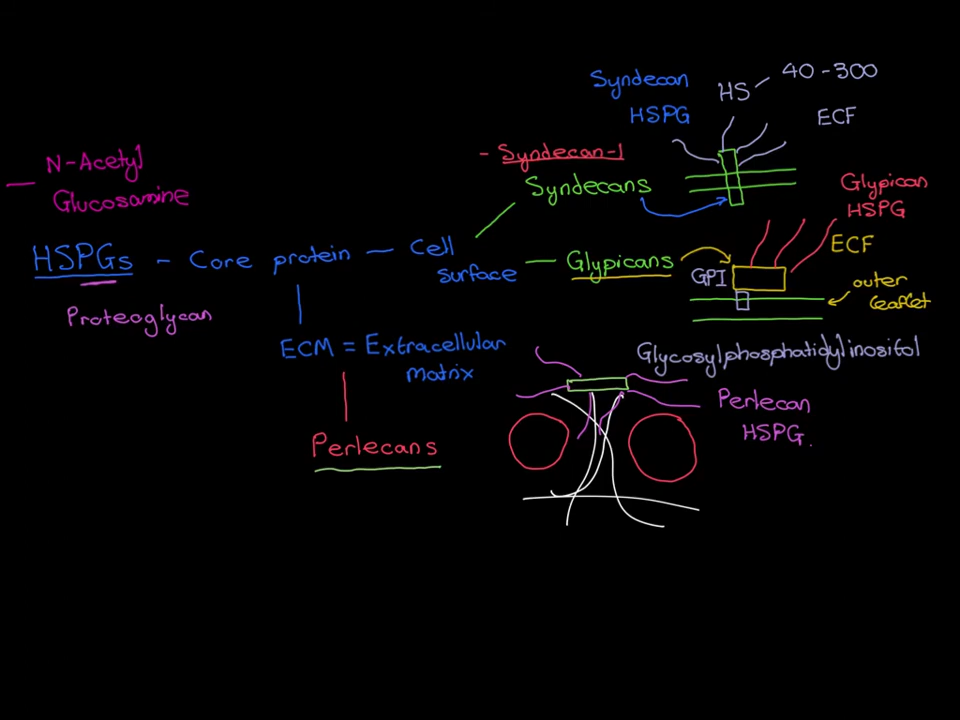 Syndecan
HSPG
HS
40-300
ECF
N-Acetyl
Glucosamine
- Syndecan-1
Syndecans
Glypican
HSPG
ECF
HSPGs - Core protein - Cell
surface - Glypicans
GPI
outer
leaflet
Proteoglycan
ECM = Extracellular
matrix
Glycosylphosphatidylinositol
Perlecan
HSPG.
Perlecans